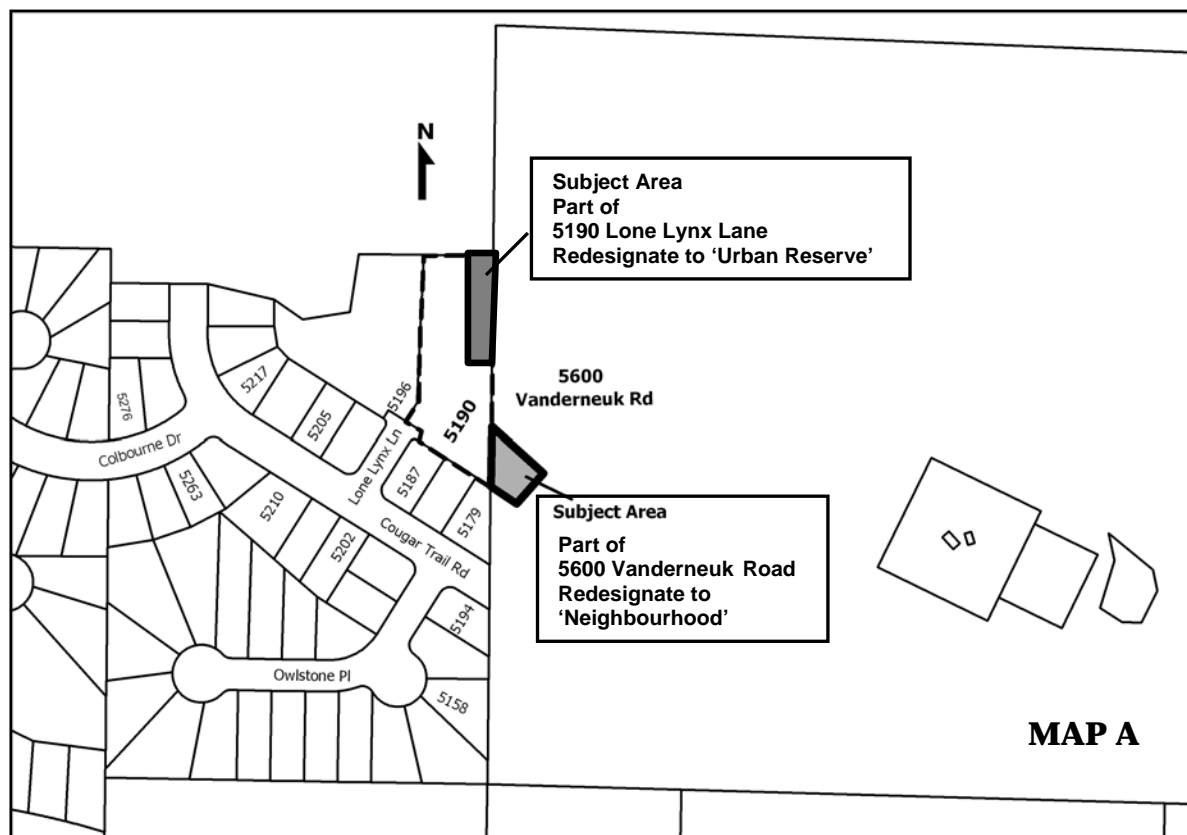 N
Subject Area
Part of
5190 Lone Lynx Lane
Redesignate to ‘Urban Reserve’
5600
Vanderneuk Rd
5217
5196
5276
5205
5190
Colbourne Dr
Lone Lynx Ln
5187
5263
5210
5179
Subject Area
Part of
5600 Vanderneuk Road
Redesignate to
‘Neighbourhood’
5202
Cougar Trail Rd
5194
Owlstone Pl
5158
MAP A